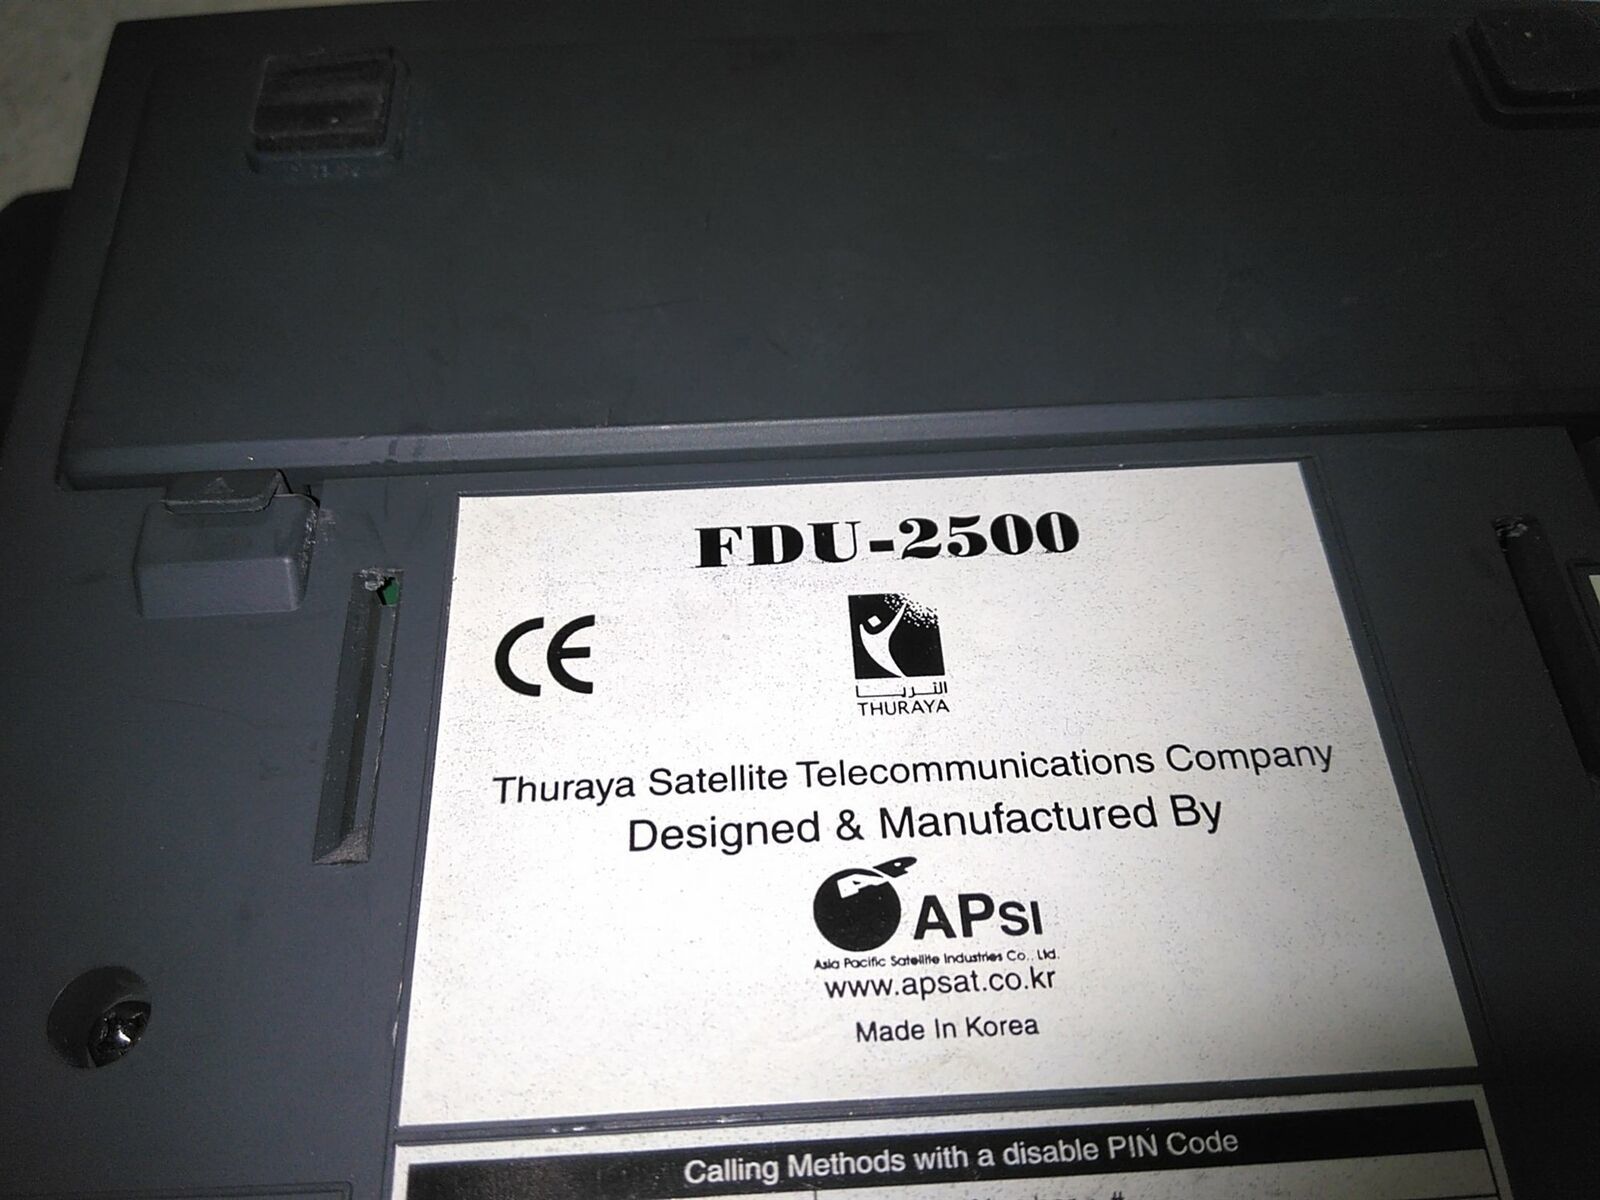 FDU-2500
CE
الثريا
THURAYA
Thuraya Satellite Telecommunications Company
Designed & Manufactured By
APSI
Asia Pacific Satellite Industries Co., Ltd.
www.apsat.co.kr
Made In Korea
Calling Methods with a disable PIN Code